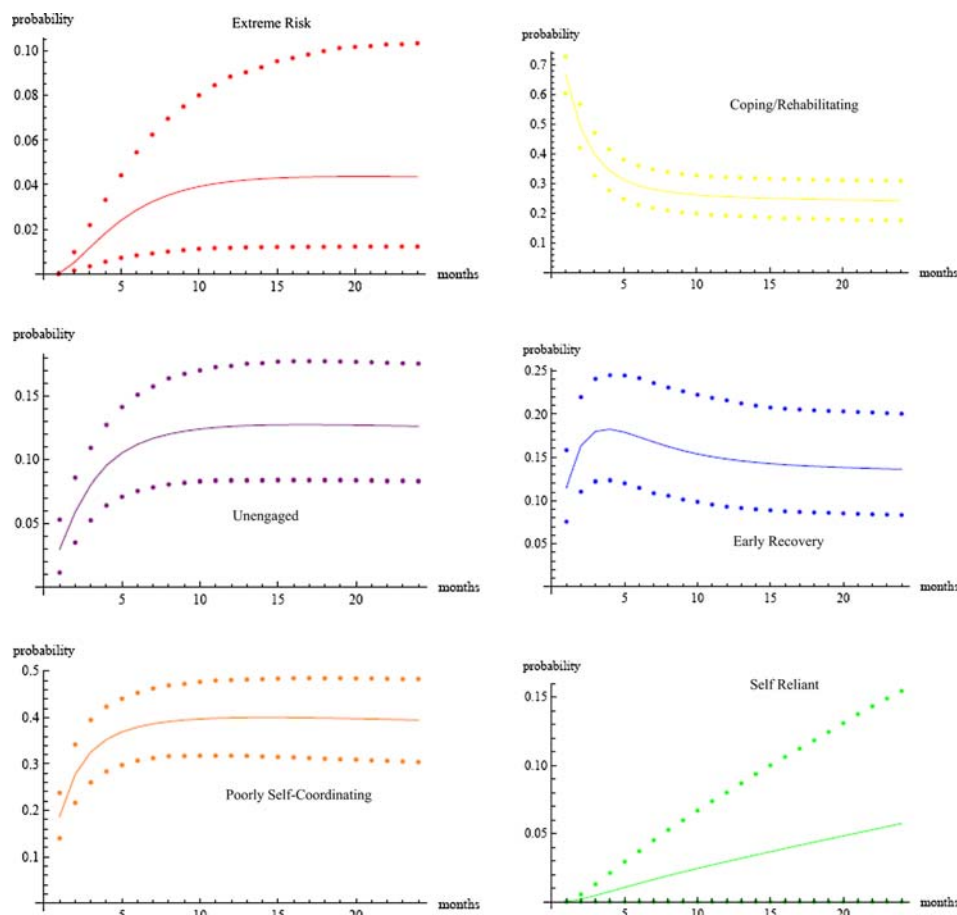 probability
Extreme Risk
0.10
0.08
0.06
0.04
0.02
5
10
15
20
months
probability
0.7
0.6
0.5
0.4
0.3
0.2
0.1
Coping/Rehabilitating
5
10
15
20
months
probability
0.15
0.10
0.05
Unengaged
5
10
15
20
months
probability
0.25
0.20
0.15
0.10
0.05
Early Recovery
5
10
15
20
months
probability
0.5
0.4
0.3
0.2
0.1
Poorly Self-Coordinating
5
10
15
20
months
probability
Self Reliant
0.15
0.10
0.05
5
10
15
20
months